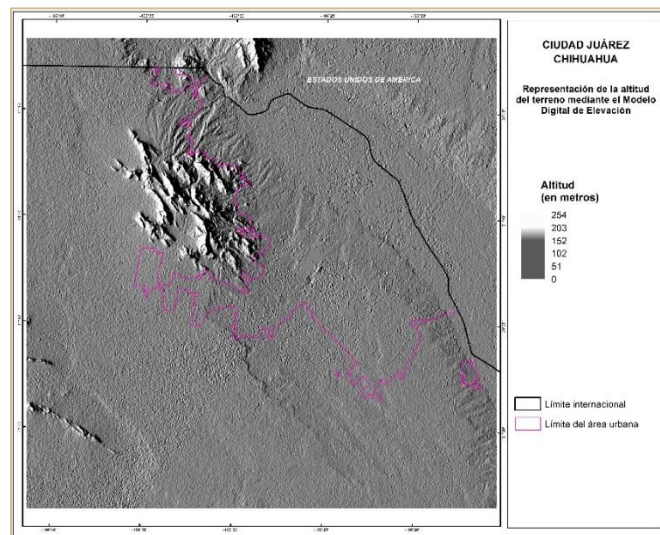 ESTADOS UNIDOS DE AMÉRICA
CIUDAD JUÁREZ
CHIHUAHUA
Representación de la altitud
del terreno mediante el Modelo
Digital de Elevación
Altitud
(en metros)
254
203
152
102
51
0
Límite internacional
Límite del área urbana